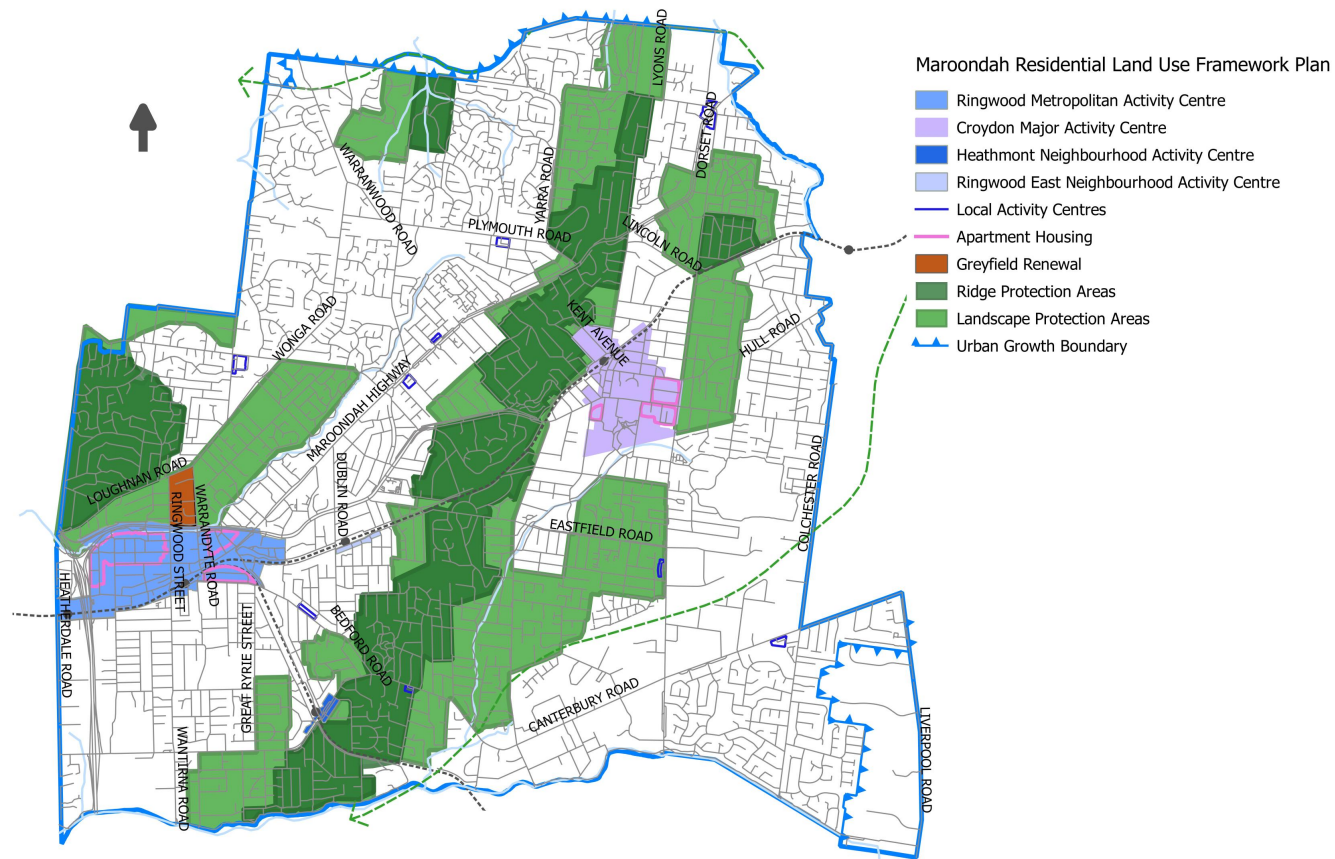 Maroondah Residential Land Use Framework Plan
Ringwood Metropolitan Activity Centre
Croydon Major Activity Centre
Heathmont Neighbourhood Activity Centre
Ringwood East Neighbourhood Activity Centre
Local Activity Centres
Apartment Housing
Greyfield Renewal
Ridge Protection Areas
Landscape Protection Areas
Urban Growth Boundary
LYONS ROAD
DORSET ROAD
WARRANWOOD ROAD
YARRA ROAD
PLYMOUTH ROAD
LINCOLN ROAD
KENT AVENUE
WONGA ROAD
HULL ROAD
MAROONDAH HIGHWAY
LOUGHNAN ROAD
DUBLIN ROAD
COLCHESTER ROAD
RINGWOOD STREET
WARRANDYTE ROAD
EASTFIELD ROAD
HEATHERDALE ROAD
GREAT RYRIE STREET
BEDFORD ROAD
CANTERBURY ROAD
WANTIRNA ROAD
LIVERPOOL ROAD